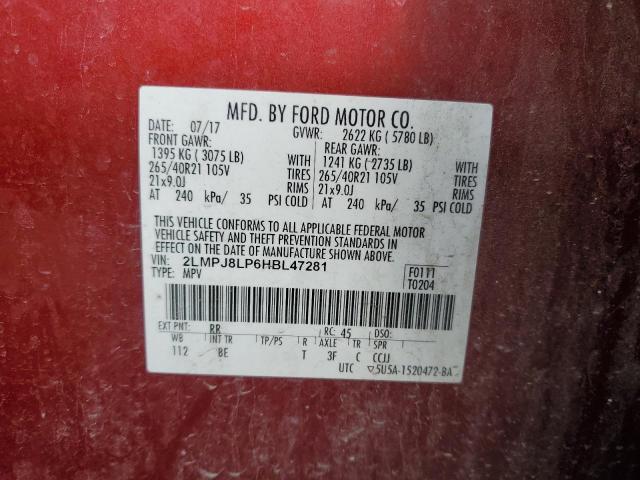 MFD. BY FORD MOTOR CO.
DATE: 07/17 GVWR: 2622 KG ( 5780 LB)
FRONT GAWR: REAR GAWR:
1395 KG ( 3075 LB) WITH 1241 KG ( 2735 LB) WITH
265/40R21 105V TIRES 265/40R21 105V TIRES
21x9.0J RIMS 21x9.0J RIMS
AT 240 kPa/ 35 PSI COLD AT 240 kPa/ 35 PSI COLD
THIS VEHICLE CONFORMS TO ALL APPLICABLE FEDERAL MOTOR
VEHICLE SAFETY AND THEFT PREVENTION STANDARDS IN
EFFECT ON THE DATE OF MANUFACTURE SHOWN ABOVE.
VIN: 2LMPJ8LP6HBL47281 F0111
TYPE: MPV T0204
EXT PNT: RR RC: 45 DSO:
WB INT TR TP/PS R AXLE TR SPR
112 8E T 3F C CCJJ
UTC 5U5A-1520472-BA